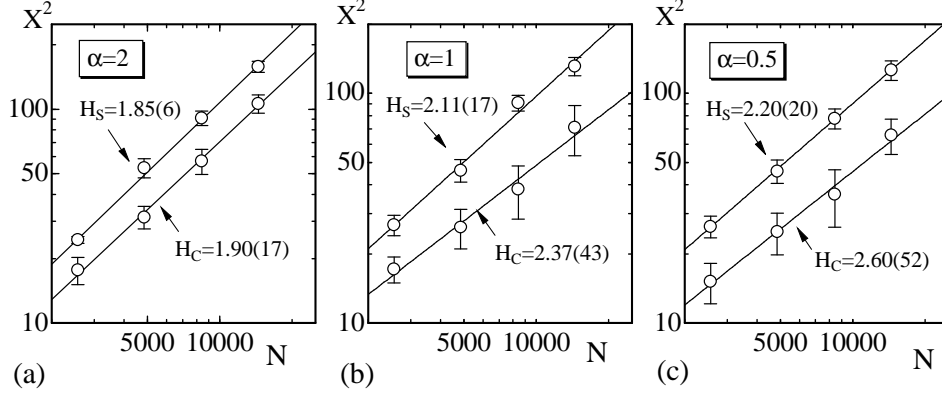 X²
100
50
10
5000
10000
N
α=2
H_S=1.85(6)
H_C=1.90(17)
(a)
X²
100
50
10
5000
10000
N
α=1
H_S=2.11(17)
H_C=2.37(43)
(b)
X²
100
50
10
5000
10000
N
α=0.5
H_S=2.20(20)
H_C=2.60(52)
(c)